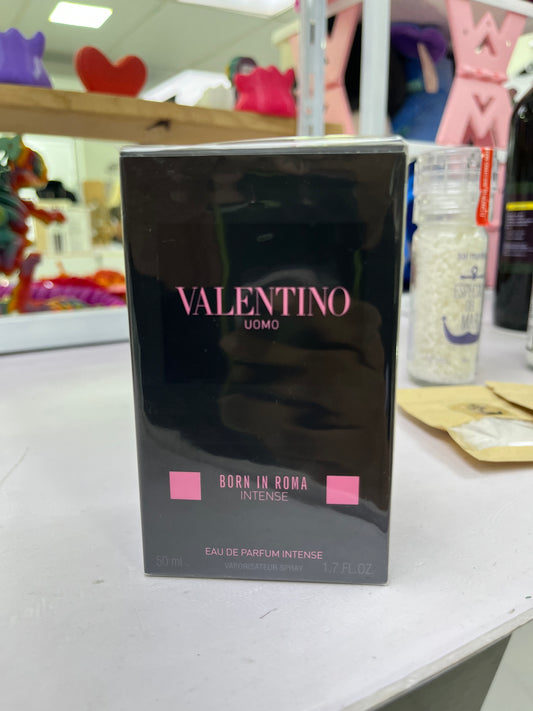 VALENTINO
UOMO
BORN IN ROMA
INTENSE
EAU DE PARFUM INTENSE
50 ml VAPORISATEUR SPRAY 1.7.FL.OZ.